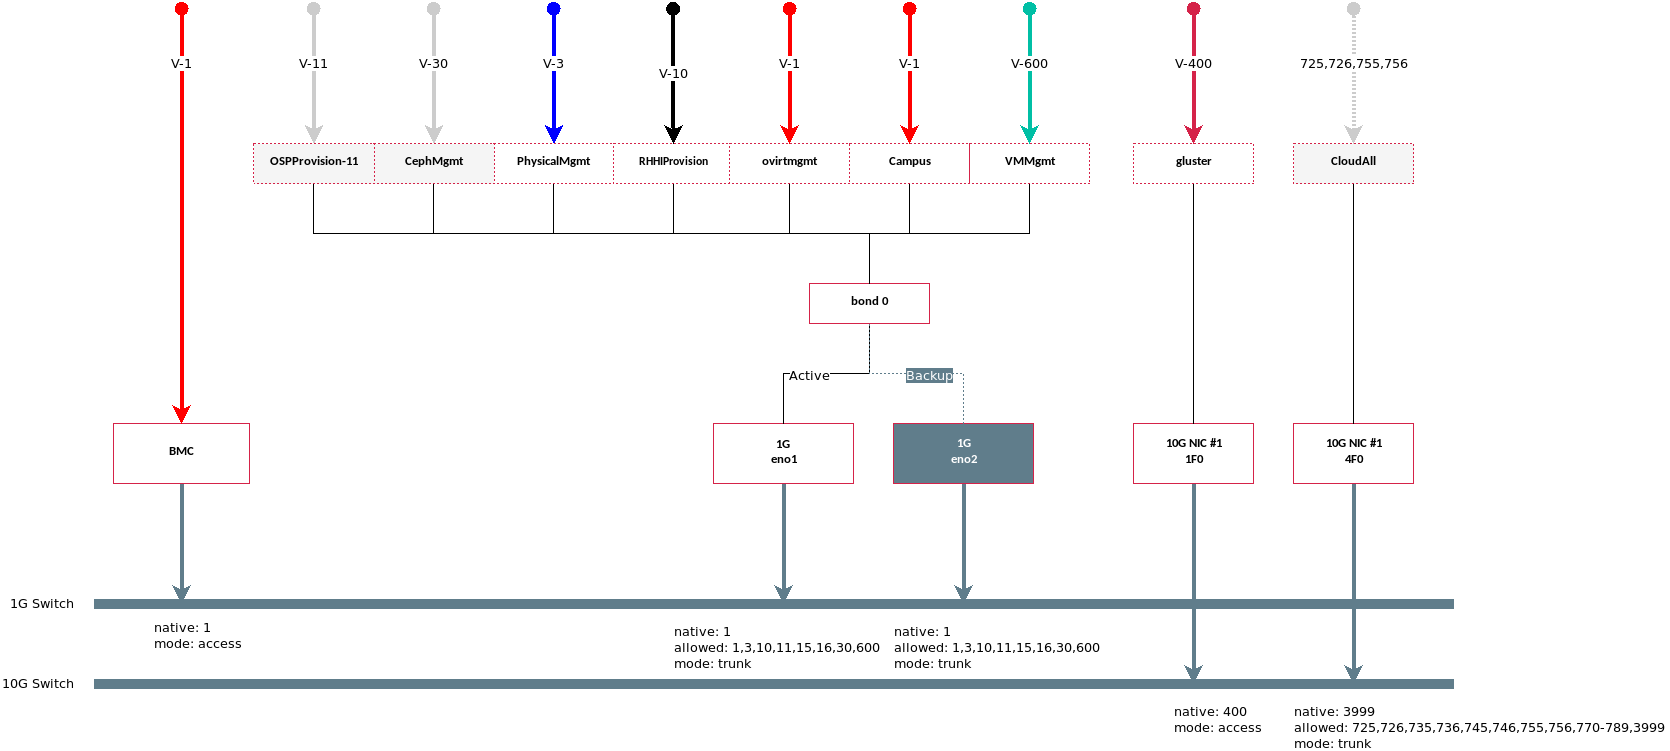 V-1
V-11
V-30
V-3
V-10
V-1
V-1
V-600
V-400
725,726,755,756
OSPProvision-11
CephMgmt
PhysicalMgmt
RHHIProvision
ovirtmgmt
Campus
VMMgmt
gluster
CloudAll
bond 0
Active
Backup
BMC
1G
eno1
1G
eno2
10G NIC #1
1F0
10G NIC #1
4F0
1G Switch
native: 1
mode: access
native: 1
allowed: 1,3,10,11,15,16,30,600
mode: trunk
native: 1
allowed: 1,3,10,11,15,16,30,600
mode: trunk
10G Switch
native: 400
mode: access
native: 3999
allowed: 725,726,735,736,745,746,755,756,770-789,3999
mode: trunk